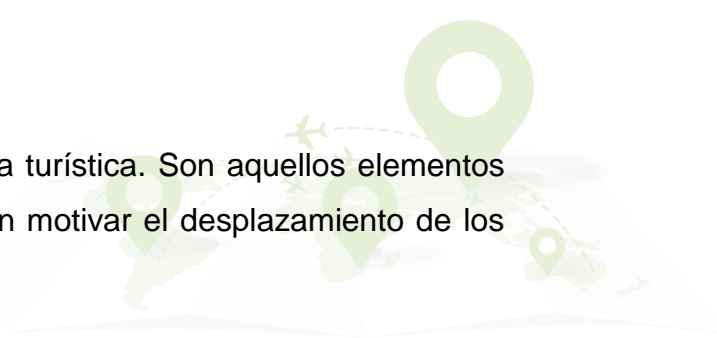 a turística. Son aquellos elementos
n motivar el desplazamiento de los